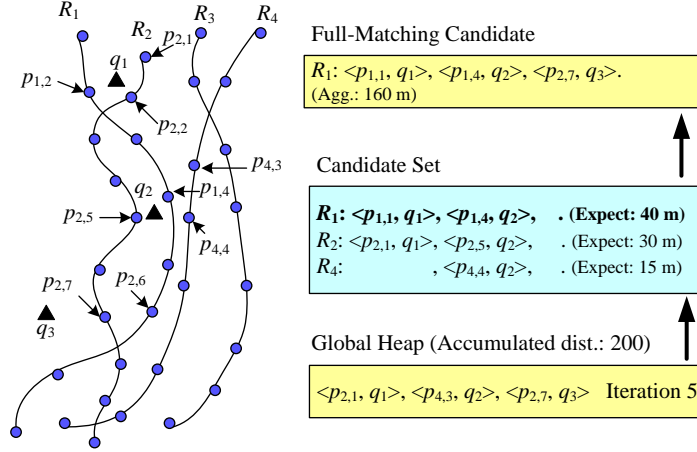 R1
R2
R3
R4
p2,1
q1
p1,2
p2,2
p4,3
q2
p1,4
p2,5
p4,4
p2,6
p2,7
q3
Full-Matching Candidate
R1: <p1,1, q1>, <p1,4, q2>, <p2,7, q3>.
(Agg.: 160 m)
Candidate Set
R1: <p1,1, q1>, <p1,4, q2>, . (Expect: 40 m)
R2: <p2,1, q1>, <p2,5, q2>, . (Expect: 30 m)
R4: , <p4,4, q2>, . (Expect: 15 m)
Global Heap (Accumulated dist.: 200)
<p2,1, q1>, <p4,3, q2>, <p2,7, q3> Iteration 5